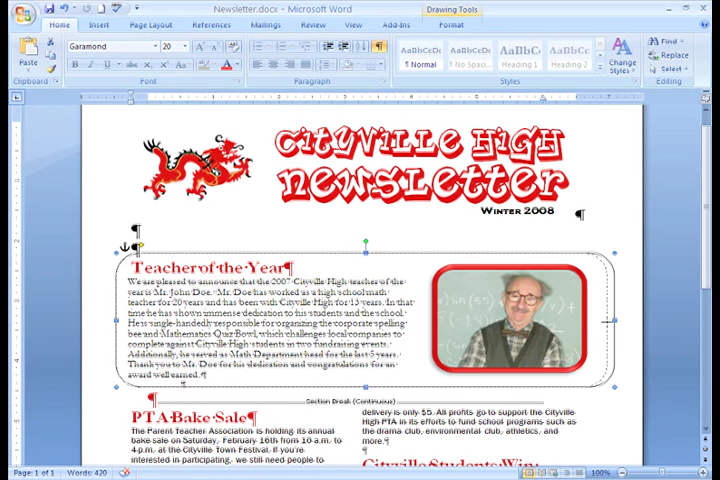 Newsletter.docx - Microsoft Word
Drawing Tools
Home
Insert
Page Layout
References
Mailings
Review
View
Add-Ins
Format
Paste
Garamond
20
AaBbCcDc
AaBbCcDc
AaBbC
AaBbCc
¶ Normal
¶ No Spaci...
Heading 1
Heading 2
Change
Styles
Find
Replace
Select
Clipboard
Font
Paragraph
Styles
Editing
Cityville High
Newsletter
Winter 2008
Teacher of the Year¶
We are pleased to announce that the 2007 Cityville High teacher of the
year is Mr. John Doe. Mr. Doe has worked as a high school math
teacher for 20 years and has been with Cityville High for 13 years. In that
time he has shown immense dedication to his students and the school.
He is single-handedly responsible for organizing the corporate spelling
bee and Mathematics Quiz Bowl, which challenges local companies to
complete against Cityville High students in two fundraising events.
Additionally, he served as Math Department head for the last 5 years.
Thank you to Mr. Doe for his dedication and congratulations for an
award well earned. ¶
Section Break (Continuous)
PTA Bake Sale¶
The Parent Teacher Association is holding its annual
bake sale on Saturday, February 16th from 10 a.m. to
4 p.m. at the Cityville Town Festival. If you're
interested in participating, we still need people to
delivery is only $5. All profits go to support the Cityville
High PTA in its efforts to fund school programs such as
the drama club, environmental club, athletics, and
more.¶
Cityville Students Win
Page: 1 of 1
Words: 420
100%